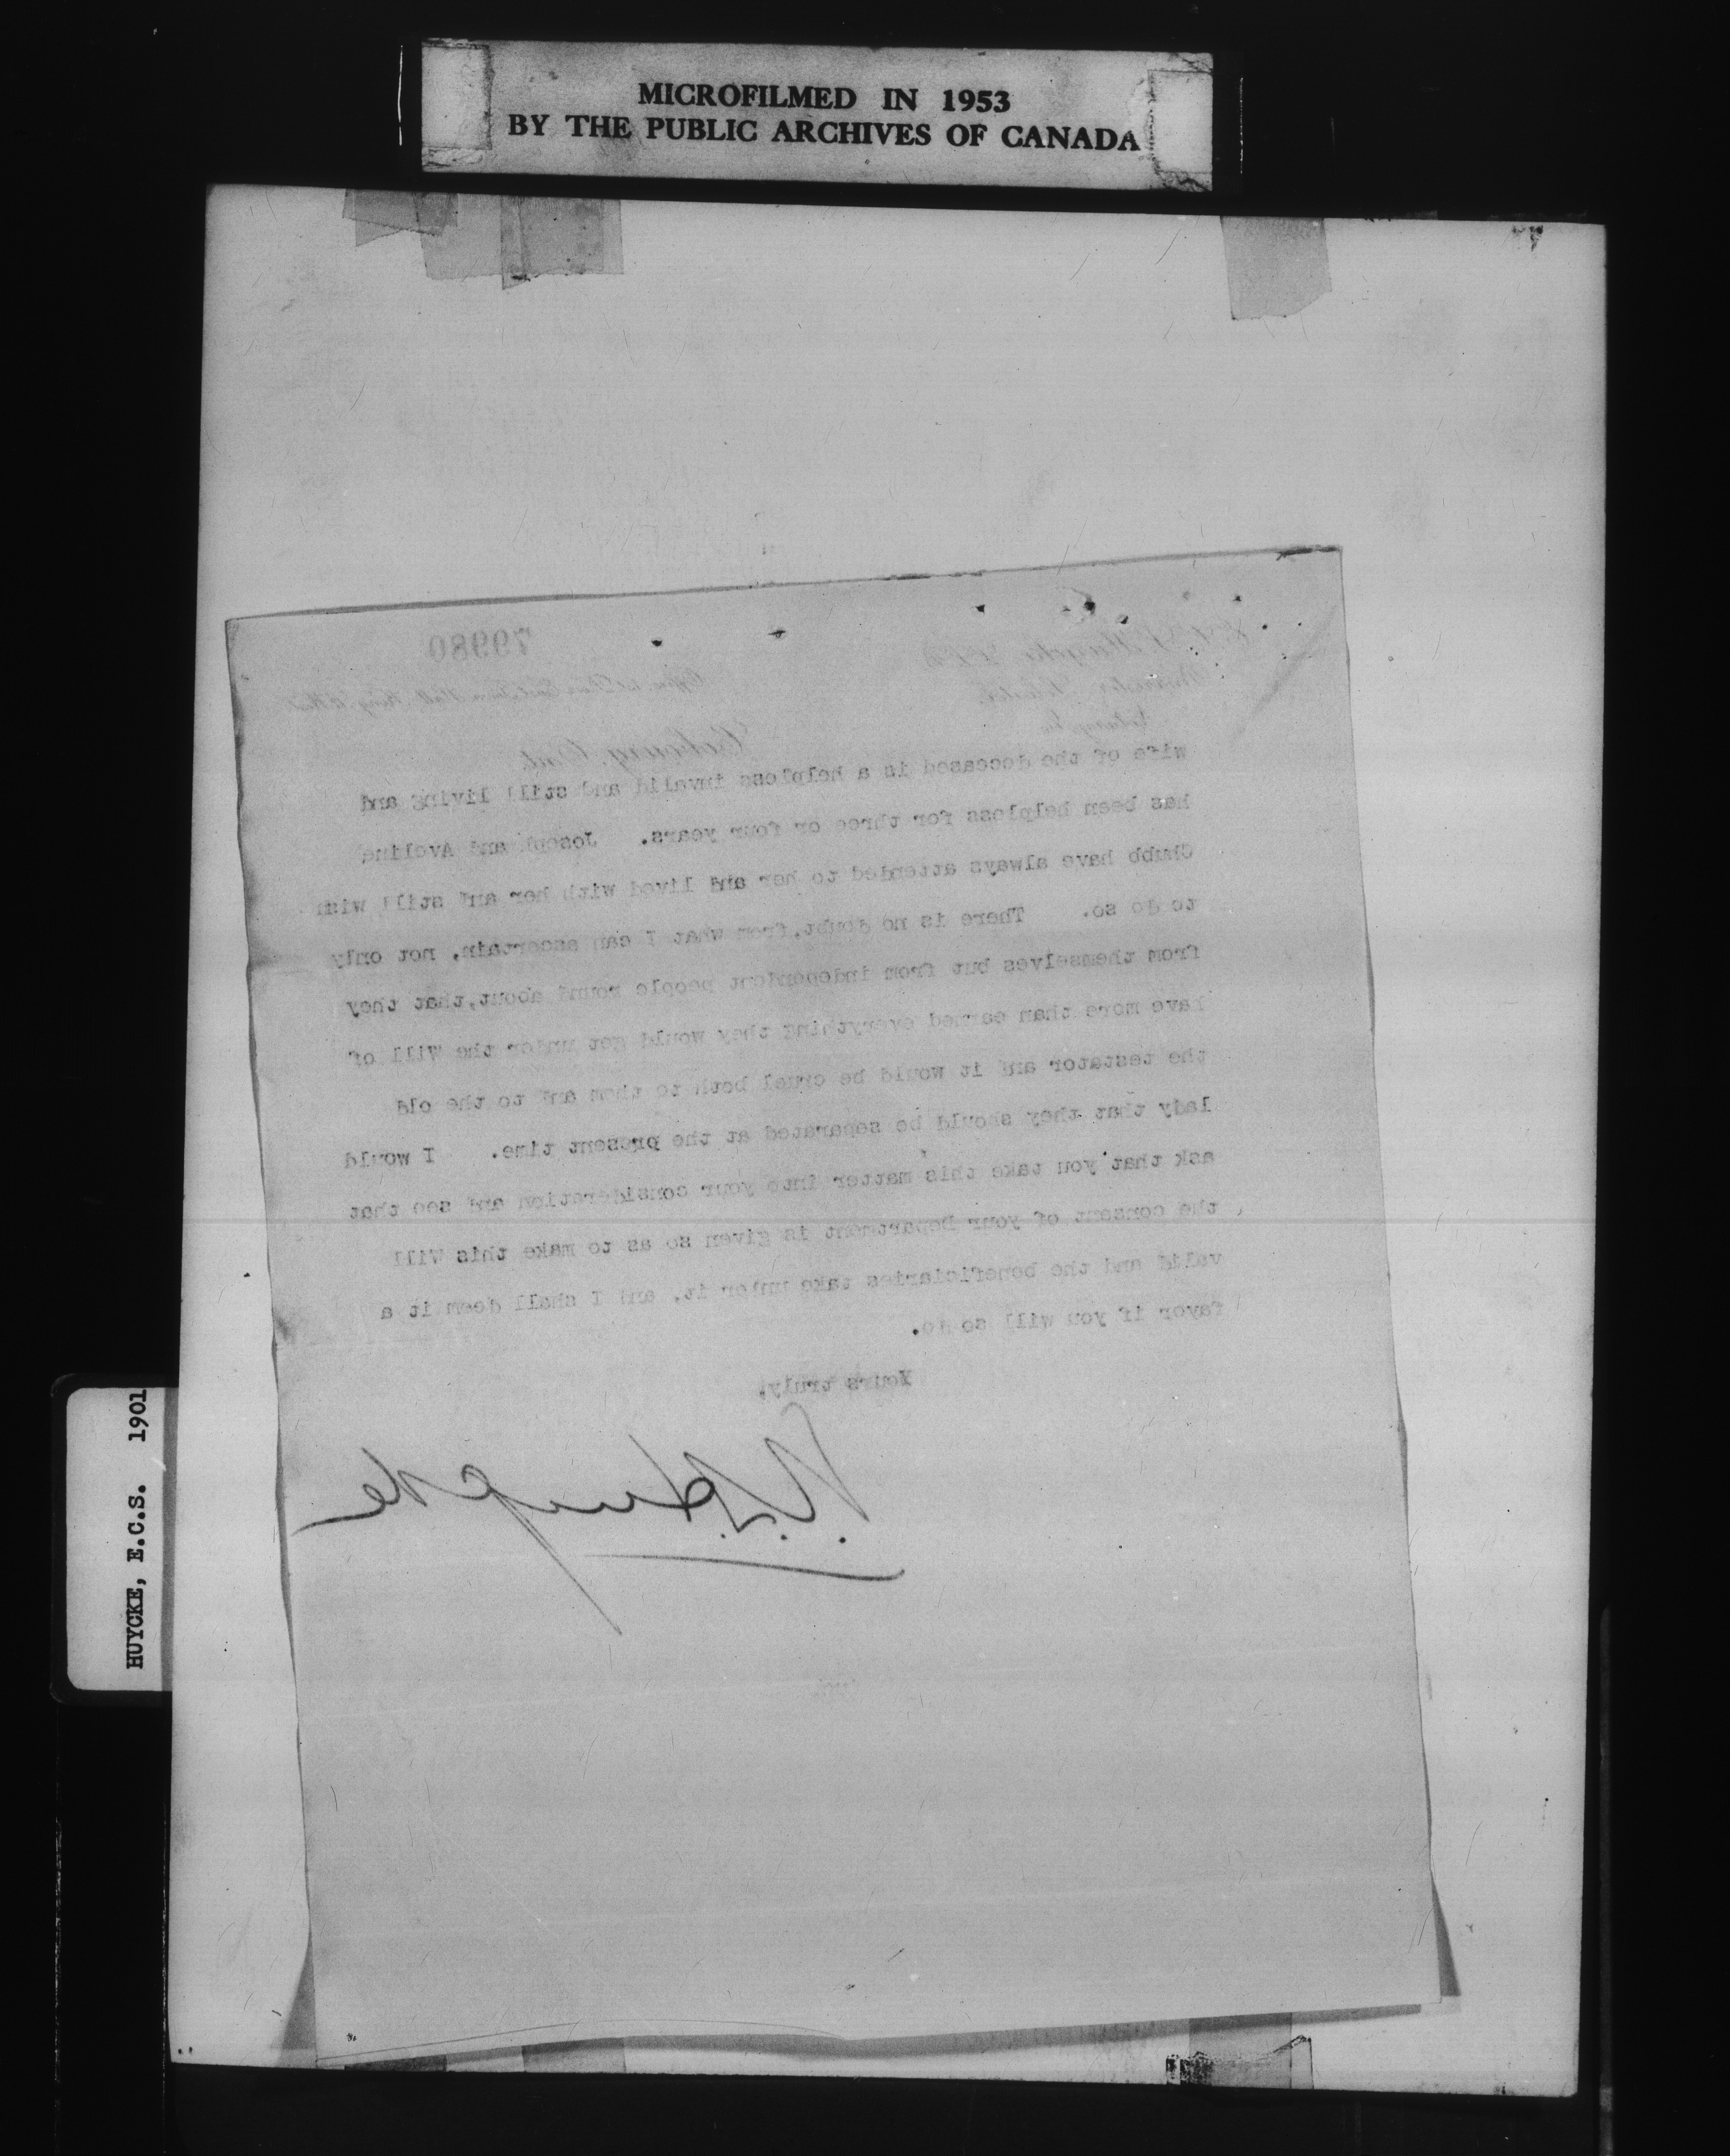 MICROFILMED IN 1953
BY THE PUBLIC ARCHIVES OF CANADA
79980
Cobourg, Ont.
wife of the deceased is a helpless invalid and still living and
has been helpless for three or four years. Joseph and Aveline
Chubb have always attended to her and lived with her and still wish
to do so. There is no doubt, from what I can ascertain, not only
from themselves but from independent people round about, that they
have more than earned everything they would get under the Will of
the testator and it would be cruel both to them and to the old
lady that they should be separated at the present time. I would
ask that you take this matter into your consideration and see that
the consent of your Department is given so as to make this Will
valid and the beneficiaries take under it, and I shall deem it a
favor if you will so do.
Yours truly,
Huycke
HUYCKE, E.C.S. 1901